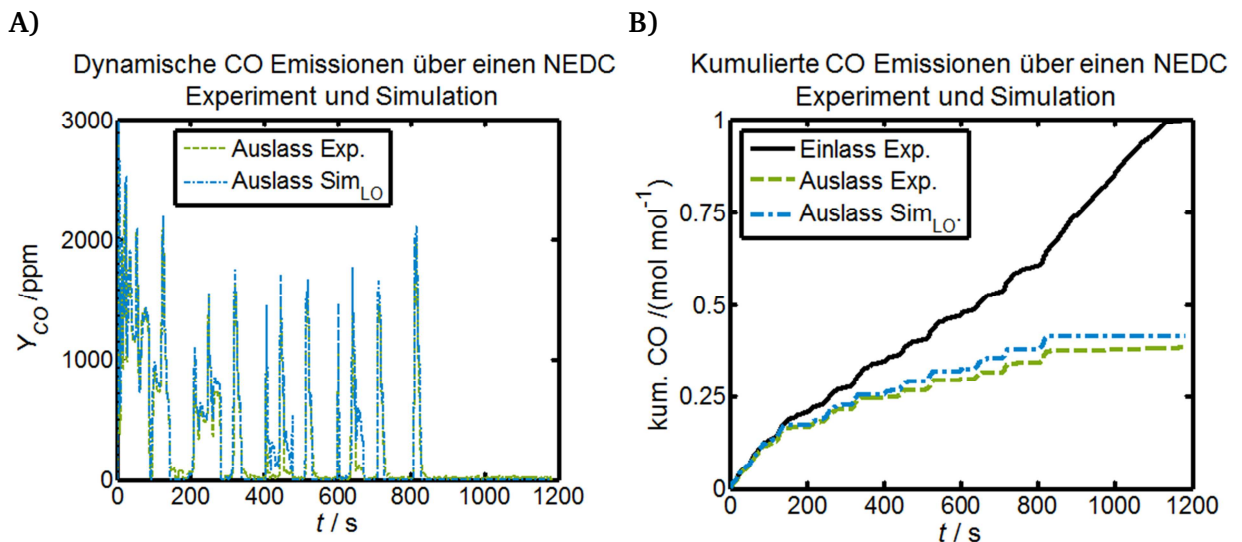 A)
Dynamische CO Emissionen über einen NEDC
Experiment und Simulation
3000
2000
1000
0
Y_CO /ppm
Auslass Exp.
Auslass Sim_LO
0 200 400 600 800 1000 1200
t / s
B)
Kumulierte CO Emissionen über einen NEDC
Experiment und Simulation
1
0.75
0.5
0.25
0
kum. CO /(mol mol⁻¹)
Einlass Exp.
Auslass Exp.
Auslass Sim_LO.
0 200 400 600 800 1000 1200
t / s